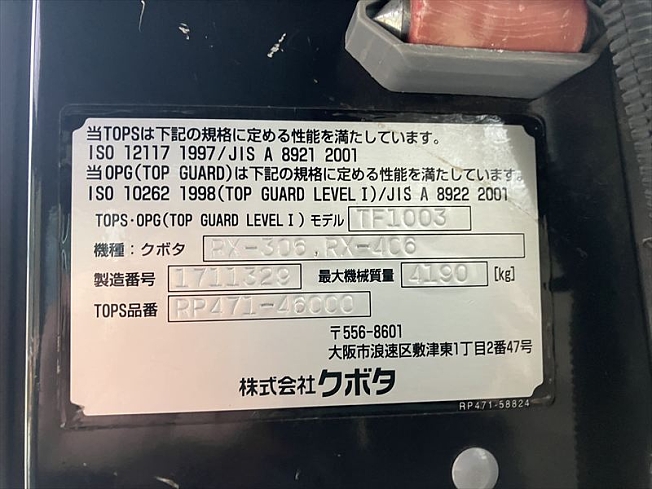 当TOPSは下記の規格に定める性能を満たしています。
ISO 12117 1997/JIS A 8921 2001
当OPG(TOP GUARD)は下記の規格に定める性能を満たしています。
ISO 10262 1998(TOP GUARD LEVEL I)/JIS A 8922 2001
TOPS・OPG(TOP GUARD LEVEL I) モデル TF1003
機種：クボタ RX-306,RX-406
製造番号 1711329 最大機械質量 4190 [kg]
TOPS品番 RP471-46000
〒556-8601
大阪市浪速区敷津東1丁目2番47号
株式会社クボタ
RP471-58824